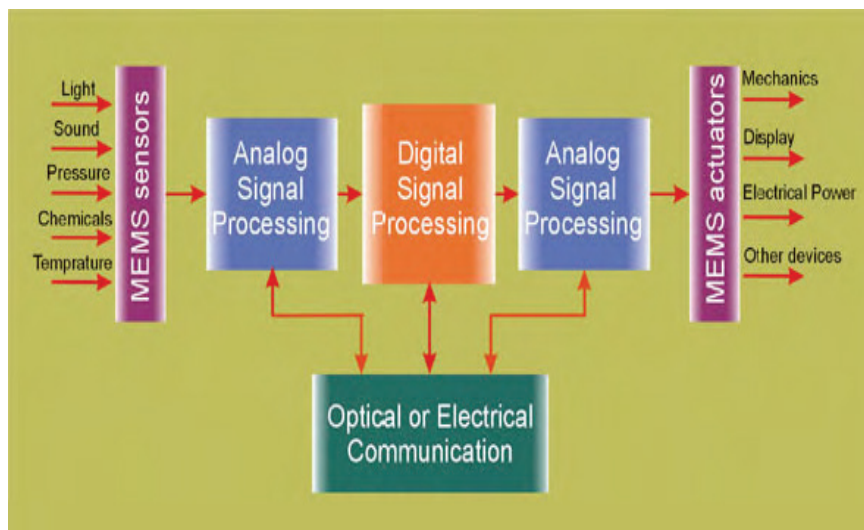 Light
Sound
Pressure
Chemicals
Temprature
MEMS sensors
Analog
Signal
Processing
Digital
Signal
Processing
Analog
Signal
Processing
MEMS actuators
Mechanics
Display
Electrical Power
Other devices
Optical or Electrical
Communication